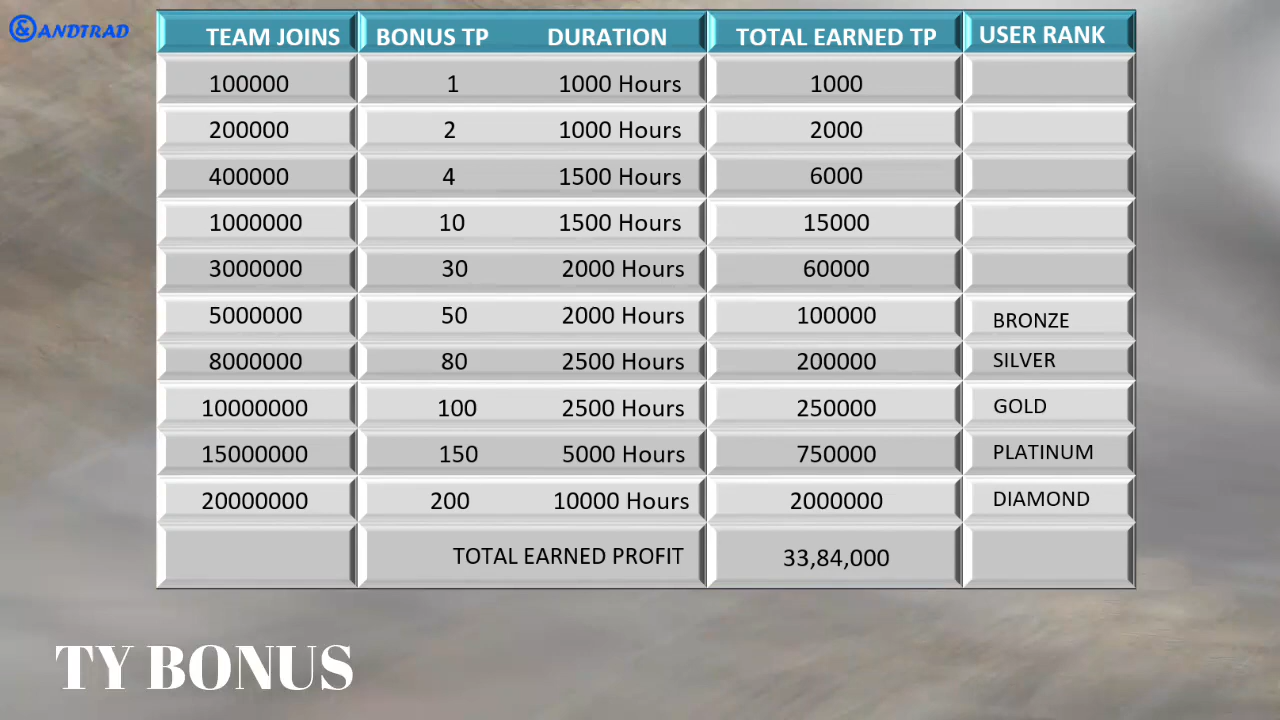 &ANDTRAD
TEAM JOINS BONUS TP DURATION TOTAL EARNED TP USER RANK
100000 1 1000 Hours 1000
200000 2 1000 Hours 2000
400000 4 1500 Hours 6000
1000000 10 1500 Hours 15000
3000000 30 2000 Hours 60000
5000000 50 2000 Hours 100000 BRONZE
8000000 80 2500 Hours 200000 SILVER
10000000 100 2500 Hours 250000 GOLD
15000000 150 5000 Hours 750000 PLATINUM
20000000 200 10000 Hours 2000000 DIAMOND
TOTAL EARNED PROFIT 33,84,000
TY BONUS